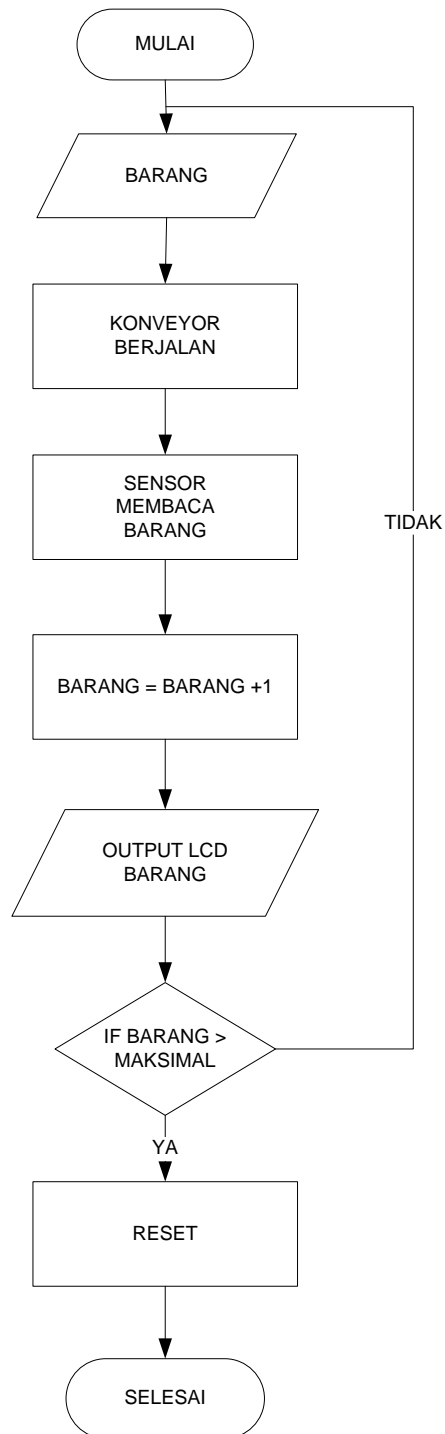 MULAI
BARANG
KONVEYOR
BERJALAN
SENSOR
MEMBACA
BARANG
TIDAK
BARANG = BARANG +1
OUTPUT LCD
BARANG
IF BARANG >
MAKSIMAL
YA
RESET
SELESAI